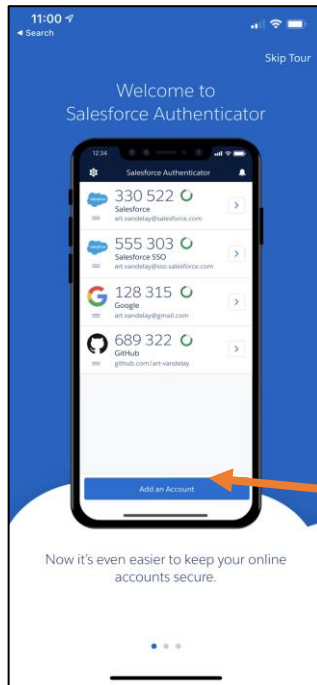 11:00
Search
Skip Tour
Welcome to
Salesforce Authenticator
12:34
Salesforce Authenticator
330 522
Salesforce
art.vandelay@salesforce.com
555 303
Salesforce SSO
art.vandelay@sso.salesforce.com
128 315
Google
art.vandelay@gmail.com
689 322
GitHub
github.com/art-vandelay
Add an Account
Now it's even easier to keep your online
accounts secure.